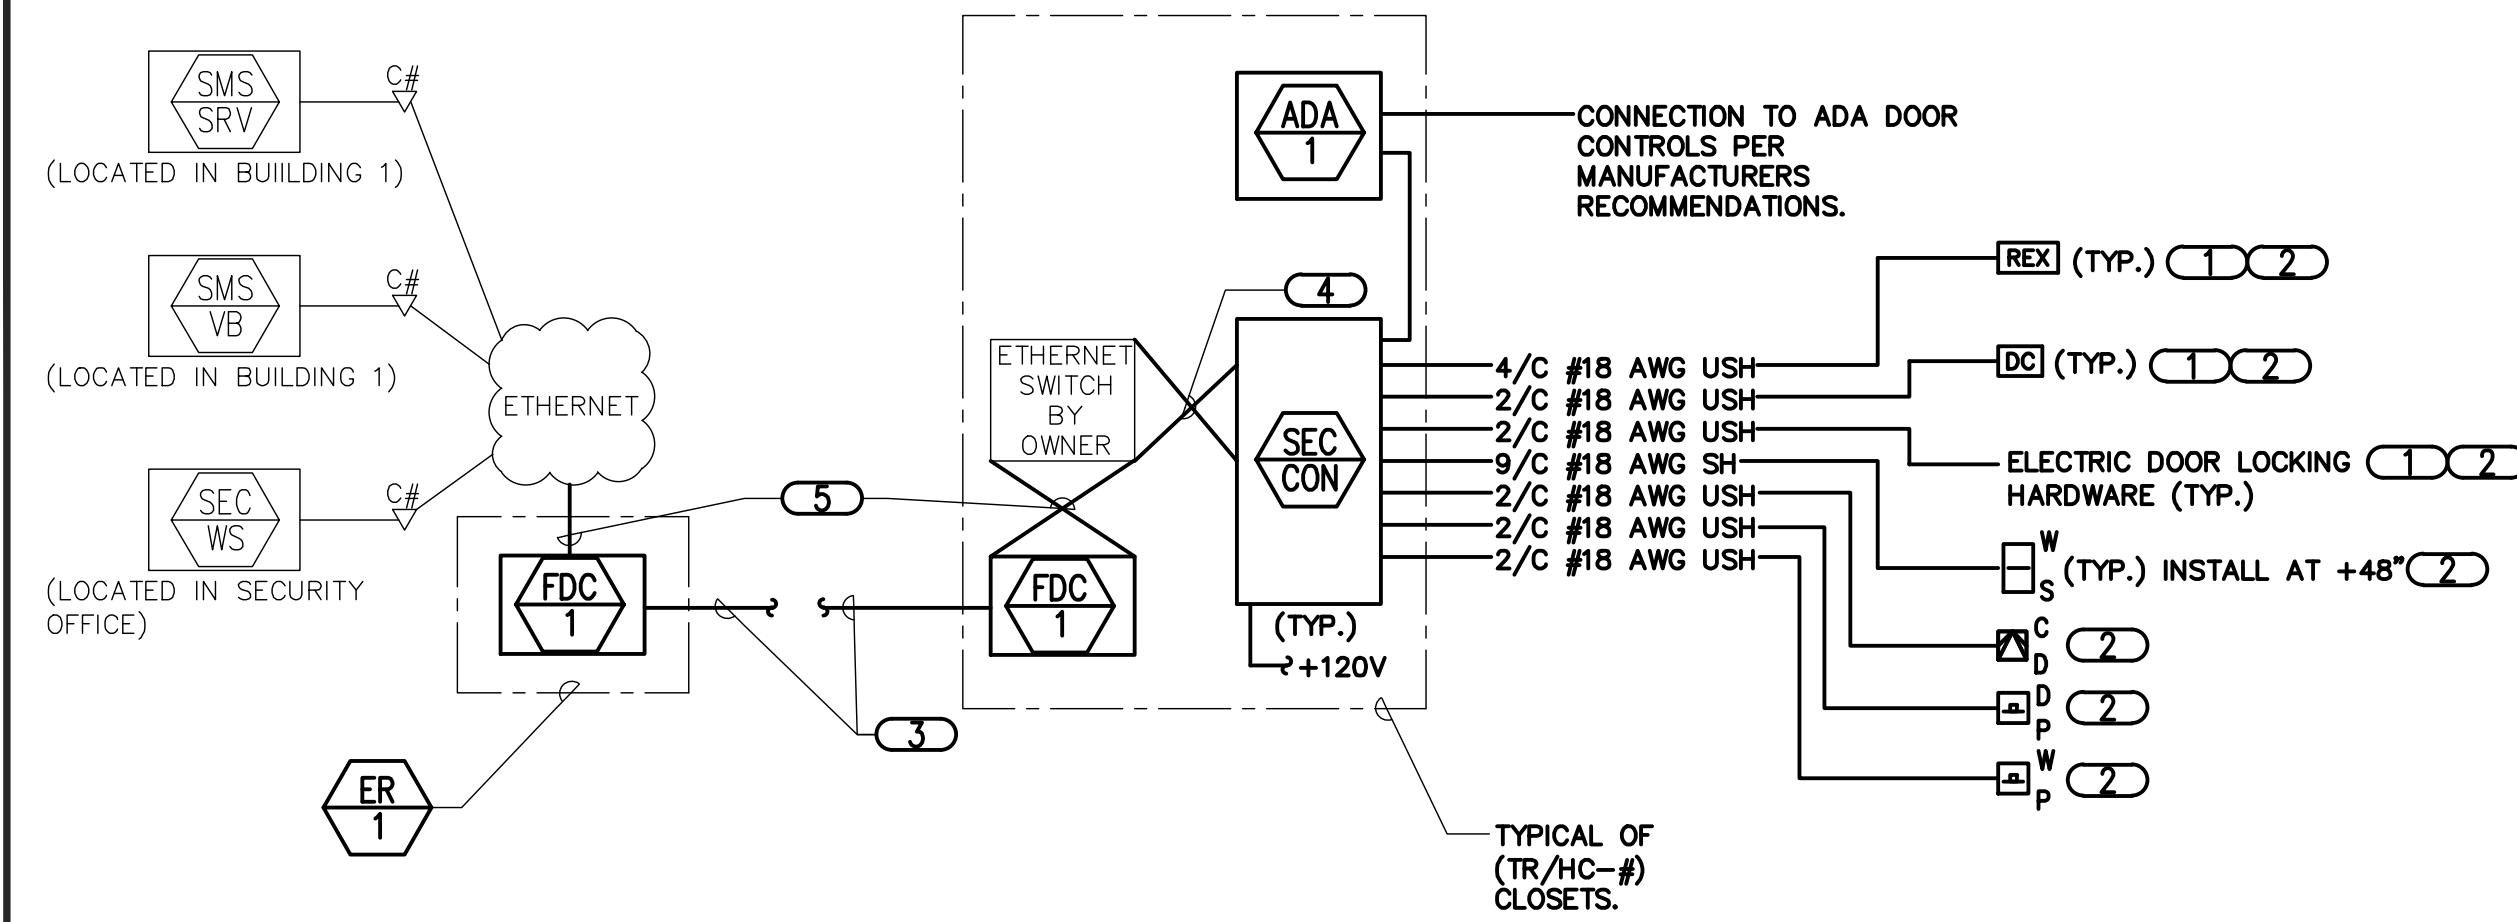 SMS
SRV
C#
(LOCATED IN BUIILDING 1)
SMS
VB
C#
(LOCATED IN BUILDING 1)
SEC
WS
C#
(LOCATED IN SECURITY
OFFICE)
ETHERNET
FDC
1
ER
1
5
3
ETHERNET
SWITCH
BY
OWNER
FDC
1
4
ADA
1
CONNECTION TO ADA DOOR
CONTROLS PER
MANUFACTURERS
RECOMMENDATIONS.
SEC
CON
(TYP.)
+120V
4/C #18 AWG USH
2/C #18 AWG USH
2/C #18 AWG USH
9/C #18 AWG SH
2/C #18 AWG USH
2/C #18 AWG USH
2/C #18 AWG USH
REX (TYP.) 1 2
DC (TYP.) 1 2
ELECTRIC DOOR LOCKING 1 2
HARDWARE (TYP.)
W
S
(TYP.) INSTALL AT +48" 2
C
D
2
D
P
2
W
P
2
TYPICAL OF
(TR/HC-#)
CLOSETS.